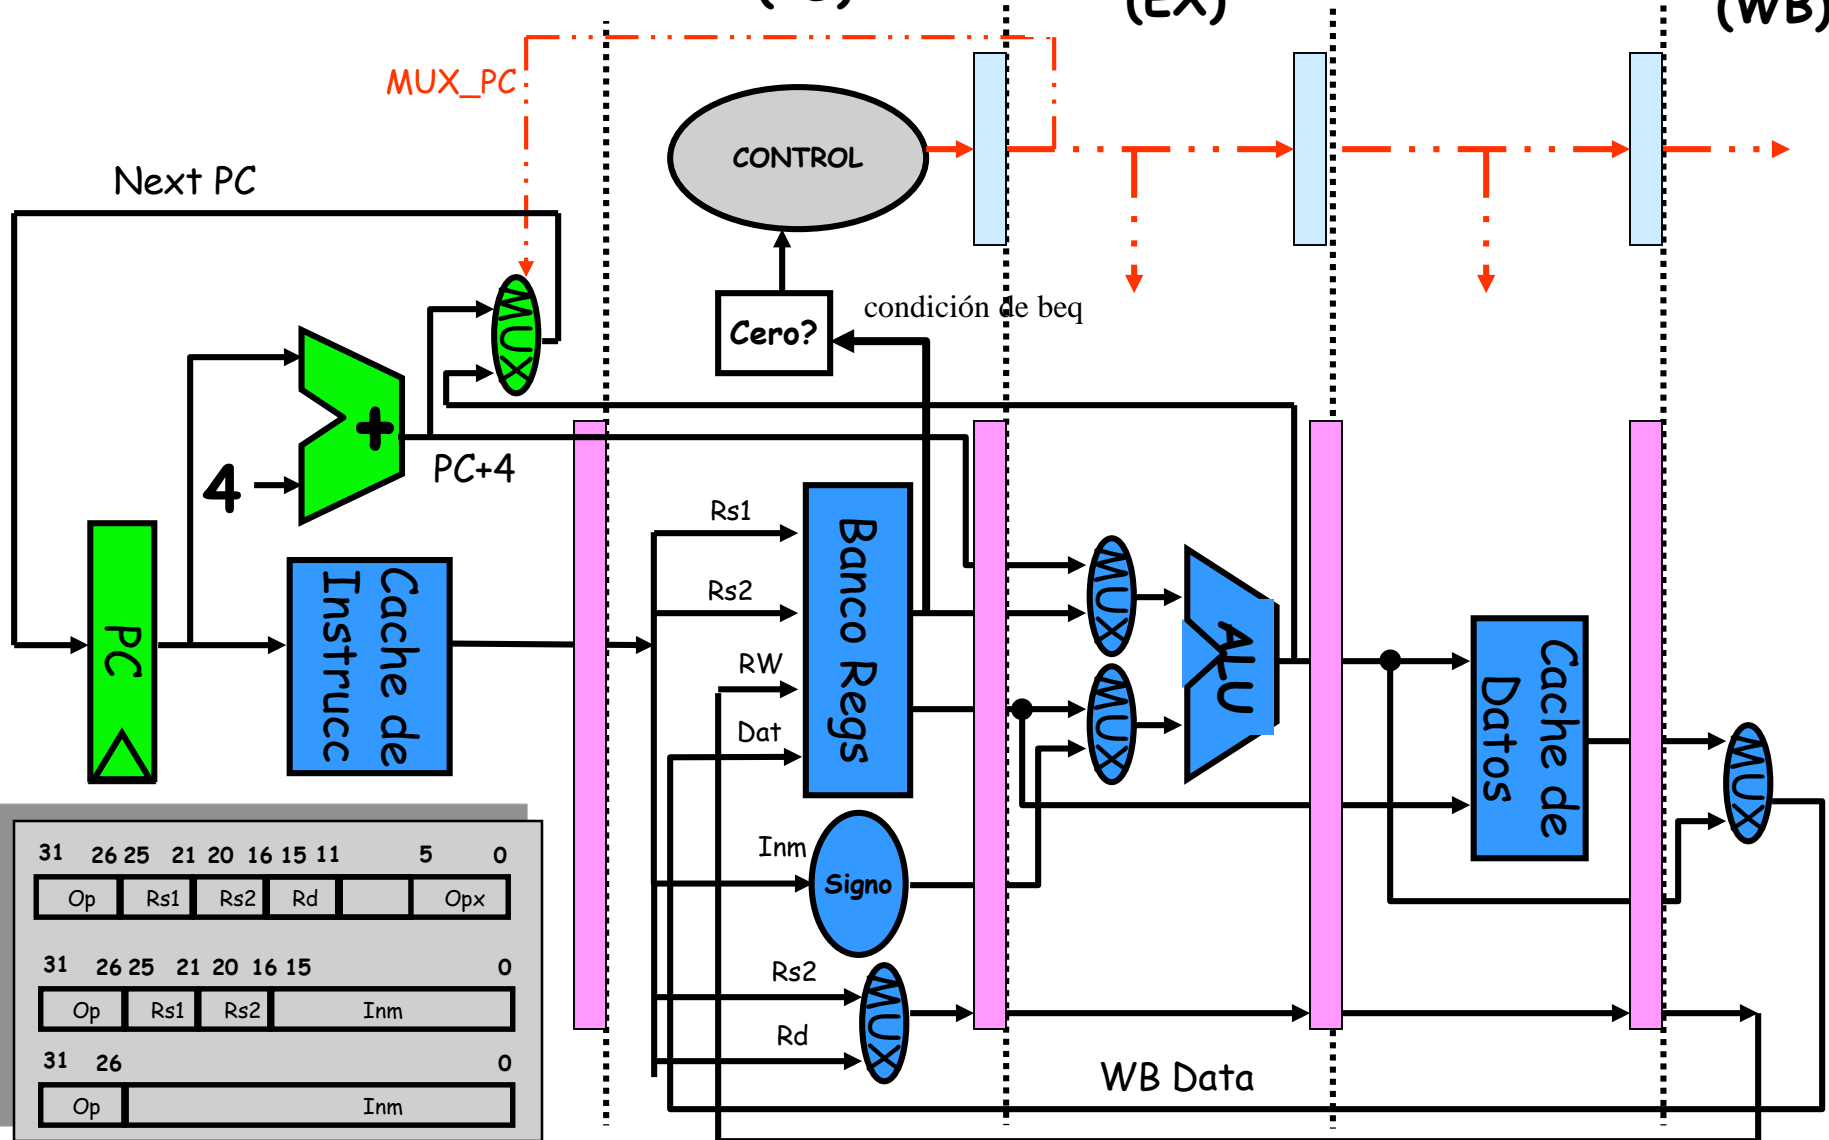 (EX)
(WB)
MUX_PC
CONTROL
Next PC
MUX
condición de beq
Cero?
+
4
PC+4
PC
Cache de
Instrucc
Rs1
Rs2
RW
Dat
Banco Regs
Inm
Signo
Rs2
Rd
MUX
MUX
MUX
ALU
Cache de
Datos
MUX
WB Data
31 26 25 21 20 16 15 11 5 0
Op Rs1 Rs2 Rd Opx
31 26 25 21 20 16 15 0
Op Rs1 Rs2 Inm
31 26 0
Op Inm